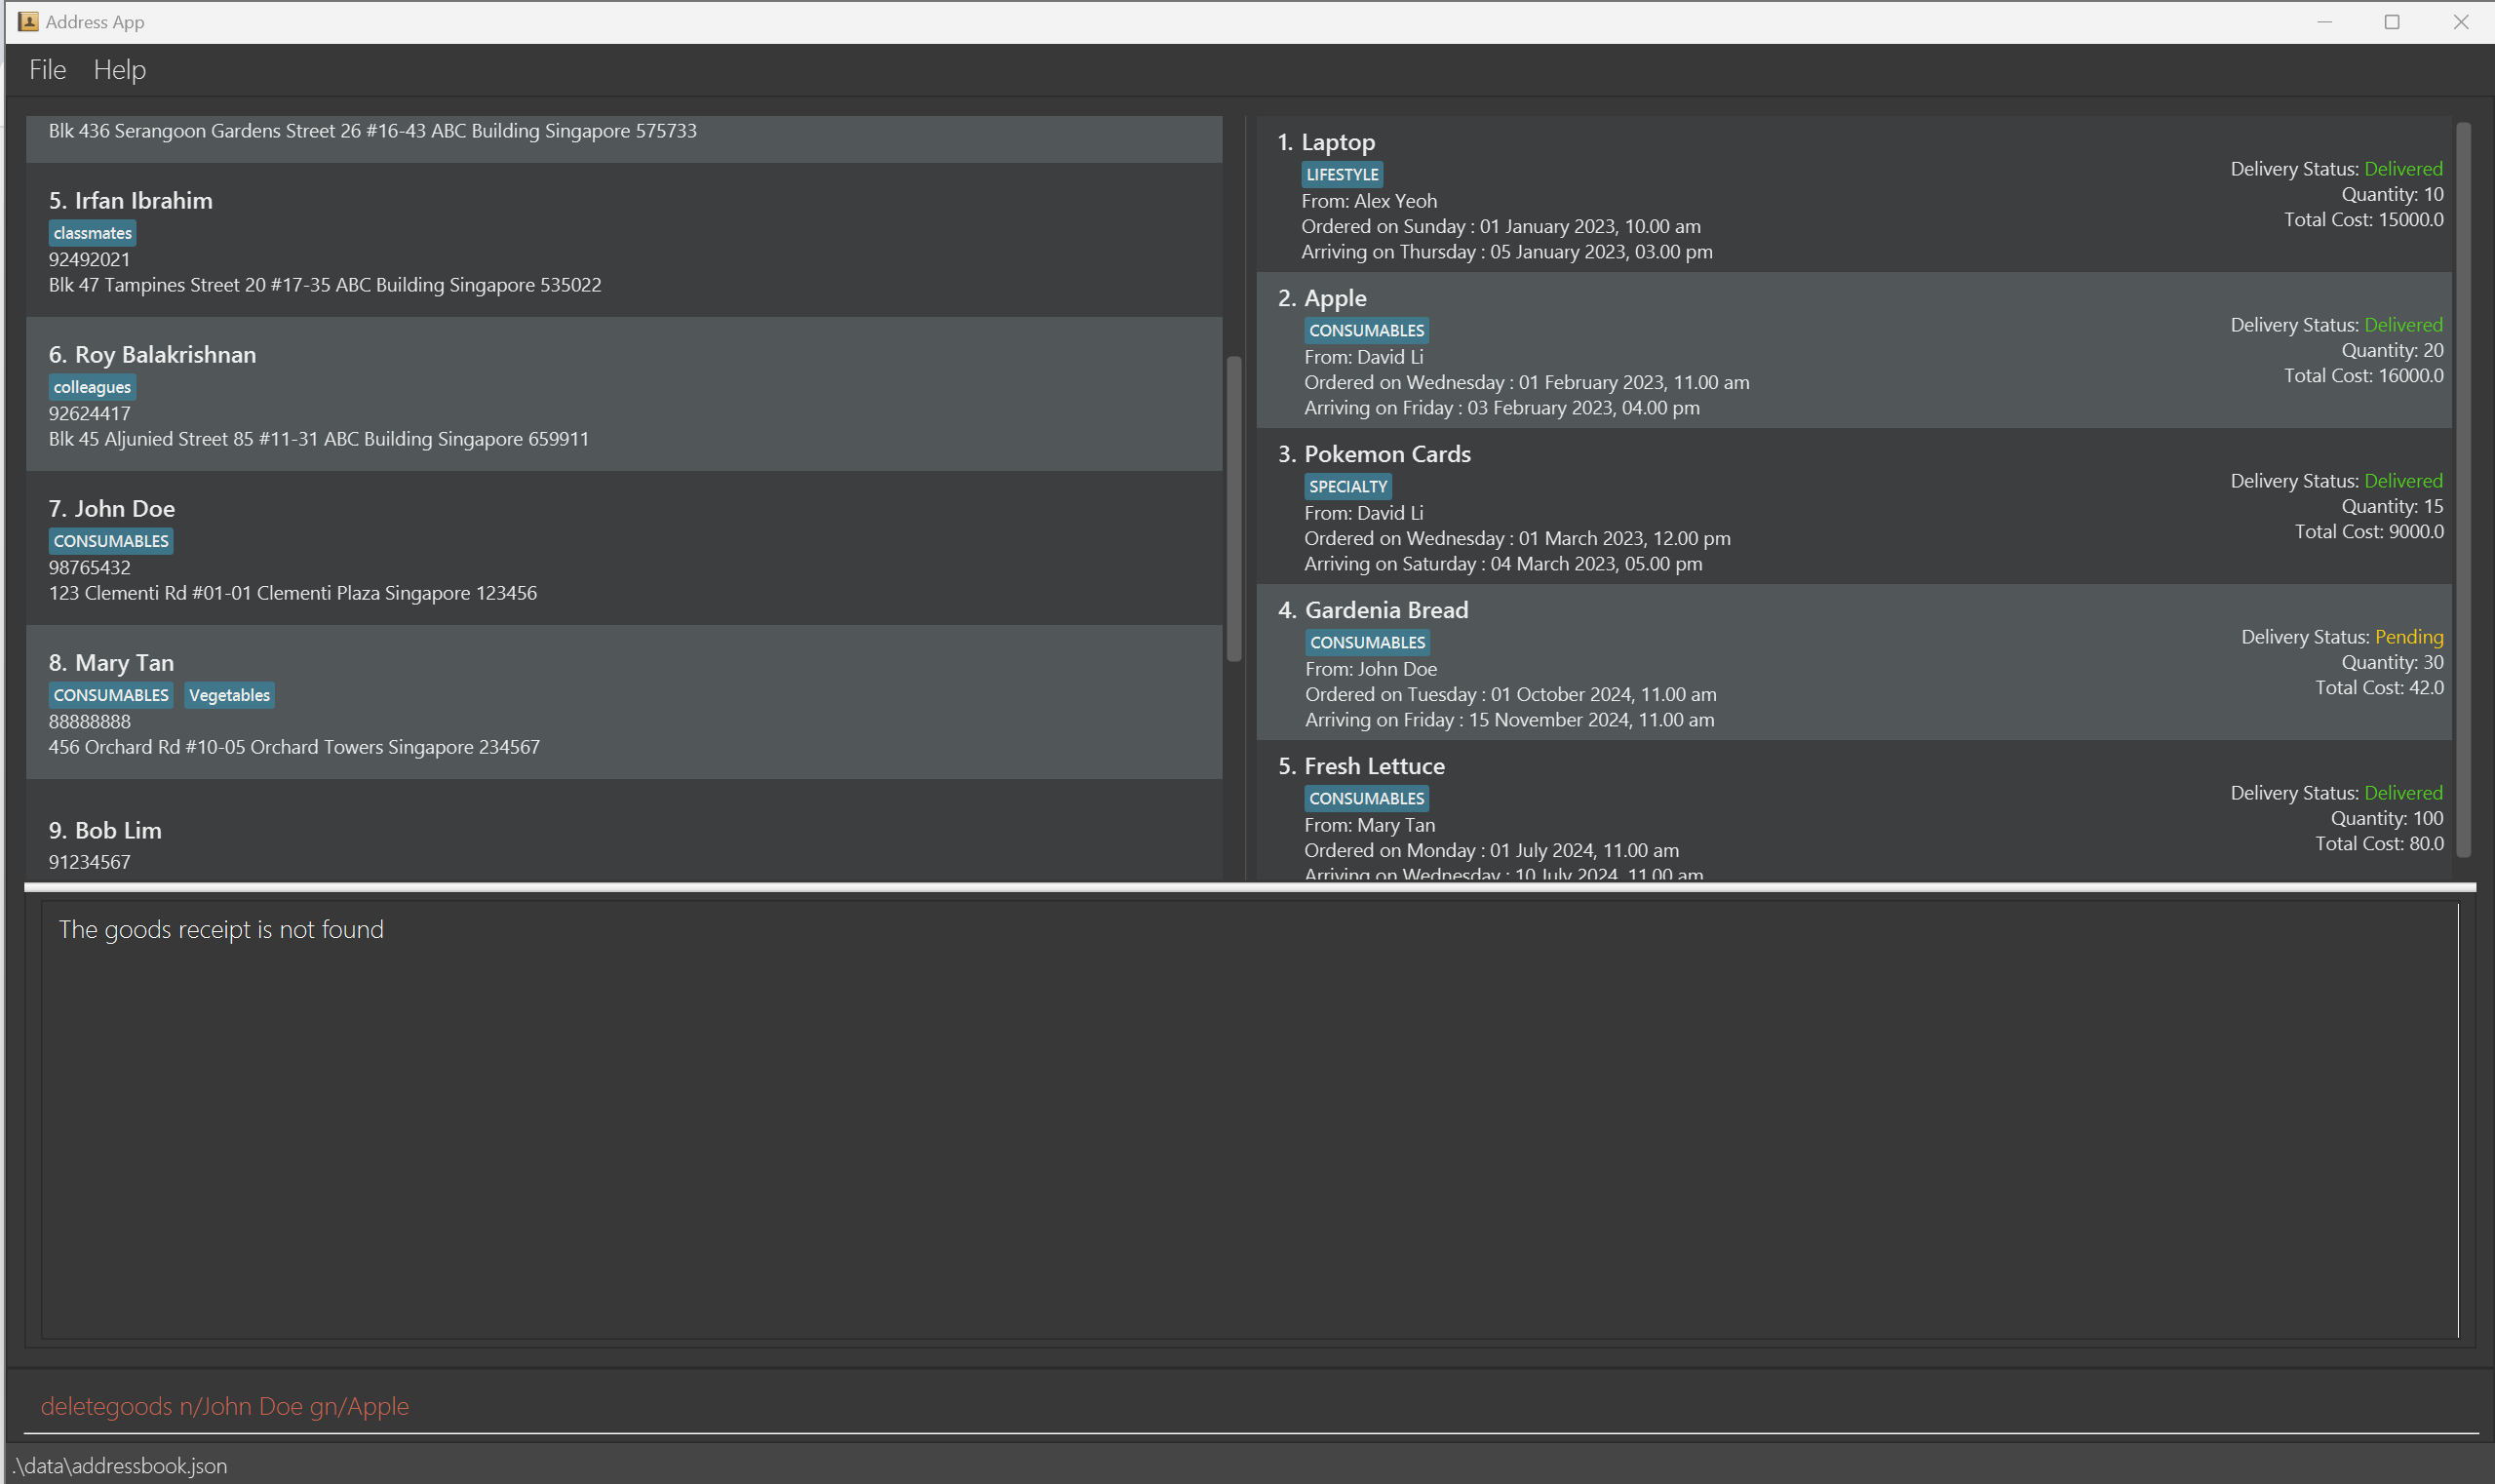 Address App
File Help
Blk 436 Serangoon Gardens Street 26 #16-43 ABC Building Singapore 575733
5. Irfan Ibrahim
classmates
92492021
Blk 47 Tampines Street 20 #17-35 ABC Building Singapore 535022
6. Roy Balakrishnan
colleagues
92624417
Blk 45 Aljunied Street 85 #11-31 ABC Building Singapore 659911
7. John Doe
CONSUMABLES
98765432
123 Clementi Rd #01-01 Clementi Plaza Singapore 123456
8. Mary Tan
CONSUMABLES Vegetables
88888888
456 Orchard Rd #10-05 Orchard Towers Singapore 234567
9. Bob Lim
91234567
1. Laptop
LIFESTYLE
From: Alex Yeoh
Ordered on Sunday : 01 January 2023, 10.00 am
Arriving on Thursday : 05 January 2023, 03.00 pm
Delivery Status: Delivered
Quantity: 10
Total Cost: 15000.0
2. Apple
CONSUMABLES
From: David Li
Ordered on Wednesday : 01 February 2023, 11.00 am
Arriving on Friday : 03 February 2023, 04.00 pm
Delivery Status: Delivered
Quantity: 20
Total Cost: 16000.0
3. Pokemon Cards
SPECIALTY
From: David Li
Ordered on Wednesday : 01 March 2023, 12.00 pm
Arriving on Saturday : 04 March 2023, 05.00 pm
Delivery Status: Delivered
Quantity: 15
Total Cost: 9000.0
4. Gardenia Bread
CONSUMABLES
From: John Doe
Ordered on Tuesday : 01 October 2024, 11.00 am
Arriving on Friday : 15 November 2024, 11.00 am
Delivery Status: Pending
Quantity: 30
Total Cost: 42.0
5. Fresh Lettuce
CONSUMABLES
From: Mary Tan
Ordered on Monday : 01 July 2024, 11.00 am
Arriving on Wednesday : 10 July 2024, 11.00 am
Delivery Status: Delivered
Quantity: 100
Total Cost: 80.0
The goods receipt is not found
deletegoods n/John Doe gn/Apple
.\data\addressbook.json